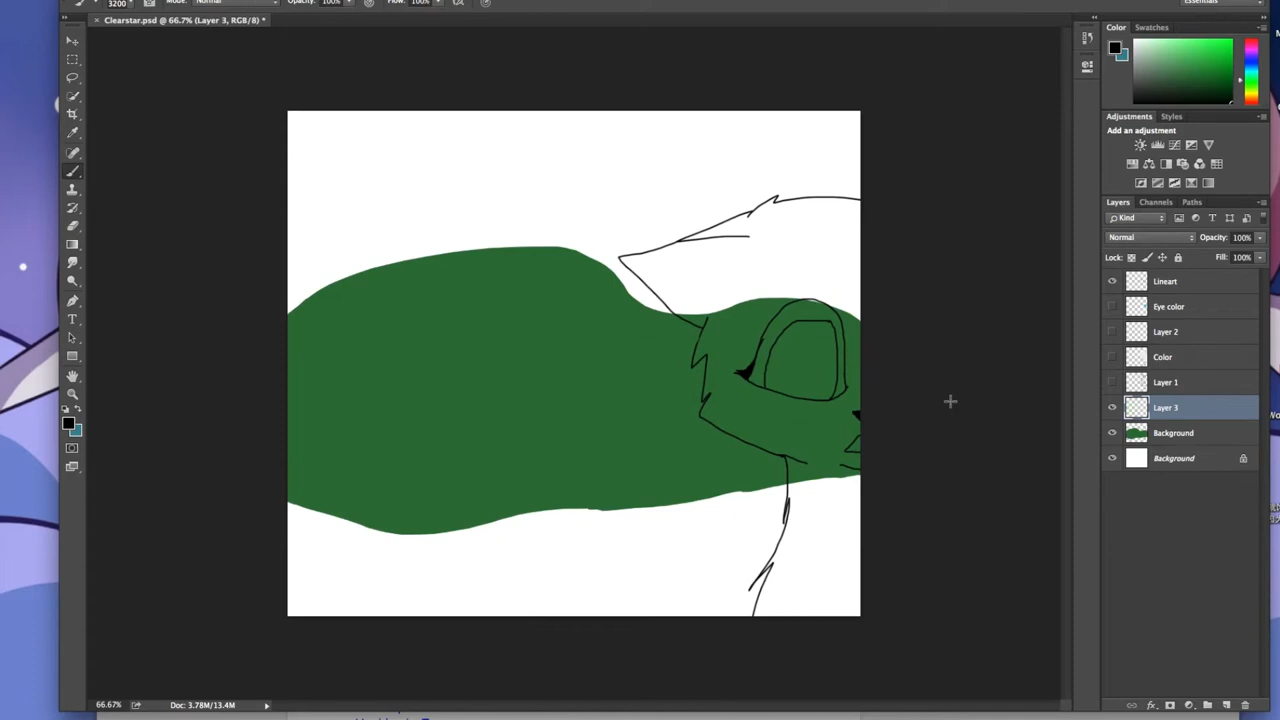 3200 Mode: Normal Opacity: 100% Flow: 100% Essentials
× Clearstar.psd @ 66.7% (Layer 3, RGB/8) *
Color Swatches
Adjustments Styles
Add an adjustment
Layers Channels Paths
Kind
Normal Opacity: 100%
Lock: Fill: 100%
Lineart
Eye color
Layer 2
Color
Layer 1
Layer 3
Background
Background
66.67% Doc: 3.78M/13.4M